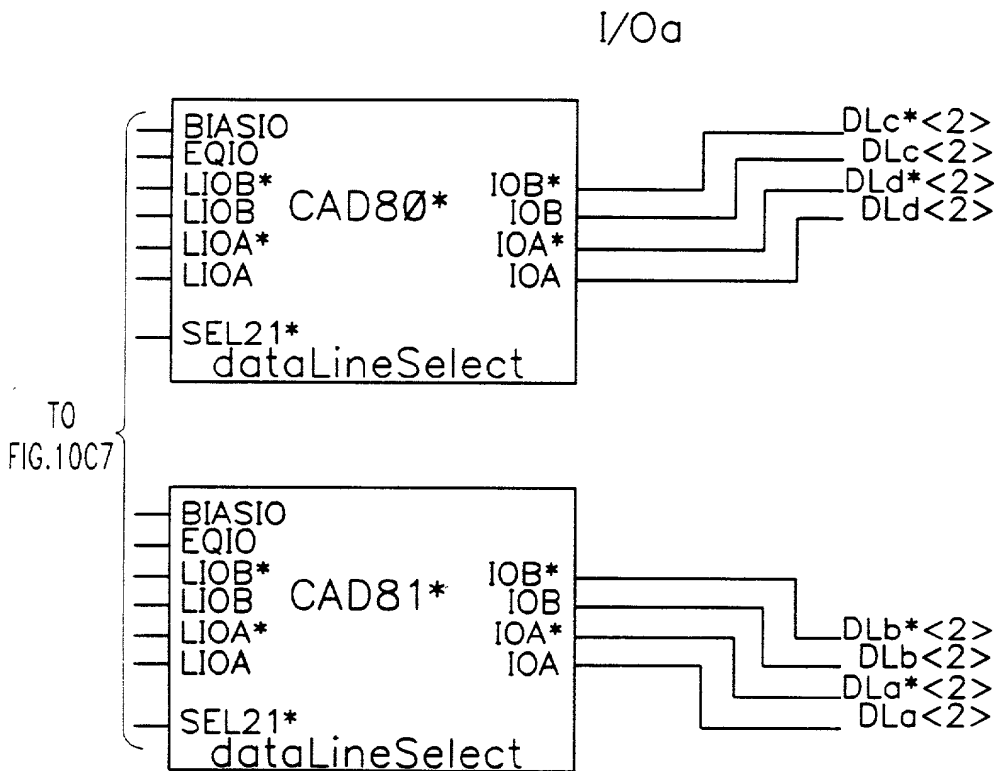 I/Oa
BIASIO
EQIO
LIOB*
LIOB
LIOA*
LIOA
SEL21*
CAD8Ø*
IOB*
IOB
IOA*
IOA
dataLineSelect
DLc*<2>
DLc<2>
DLd*<2>
DLd<2>
TO
FIG.10C7
BIASIO
EQIO
LIOB*
LIOB
LIOA*
LIOA
SEL21*
CAD81*
IOB*
IOB
IOA*
IOA
dataLineSelect
DLb*<2>
DLb<2>
DLa*<2>
DLa<2>